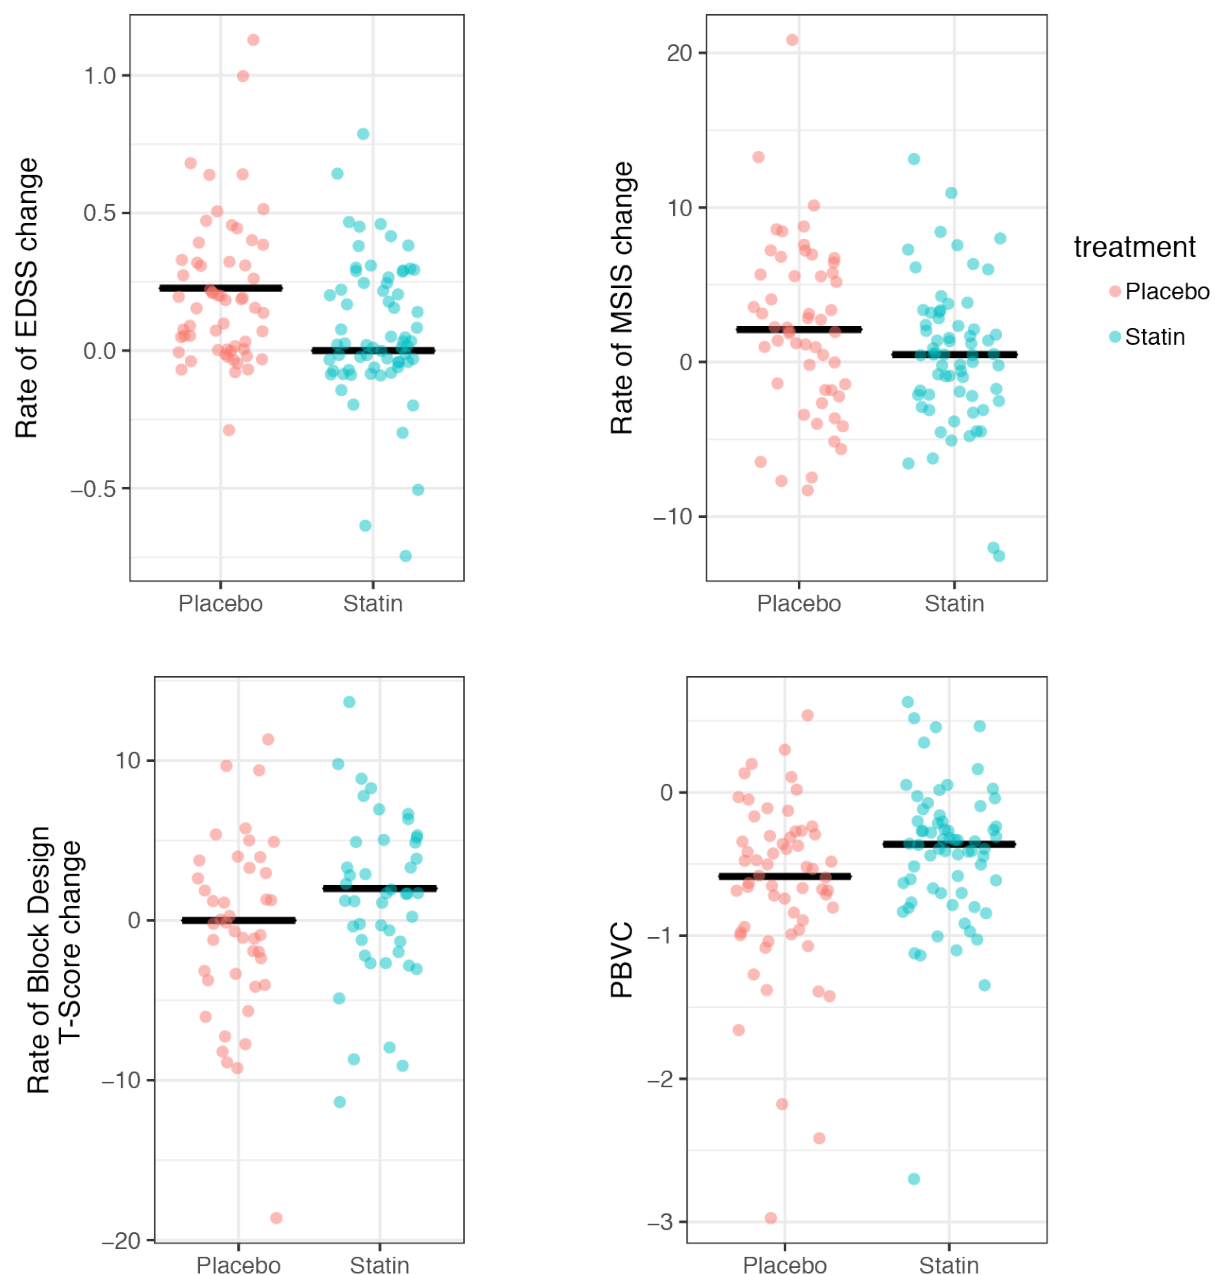 Rate of EDSS change
1.0
0.5
0.0
−0.5
Placebo
Statin
Rate of MSIS change
20
10
0
−10
Placebo
Statin
treatment
Placebo
Statin
Rate of Block Design
T-Score change
10
0
−10
−20
Placebo
Statin
PBVC
0
−1
−2
−3
Placebo
Statin